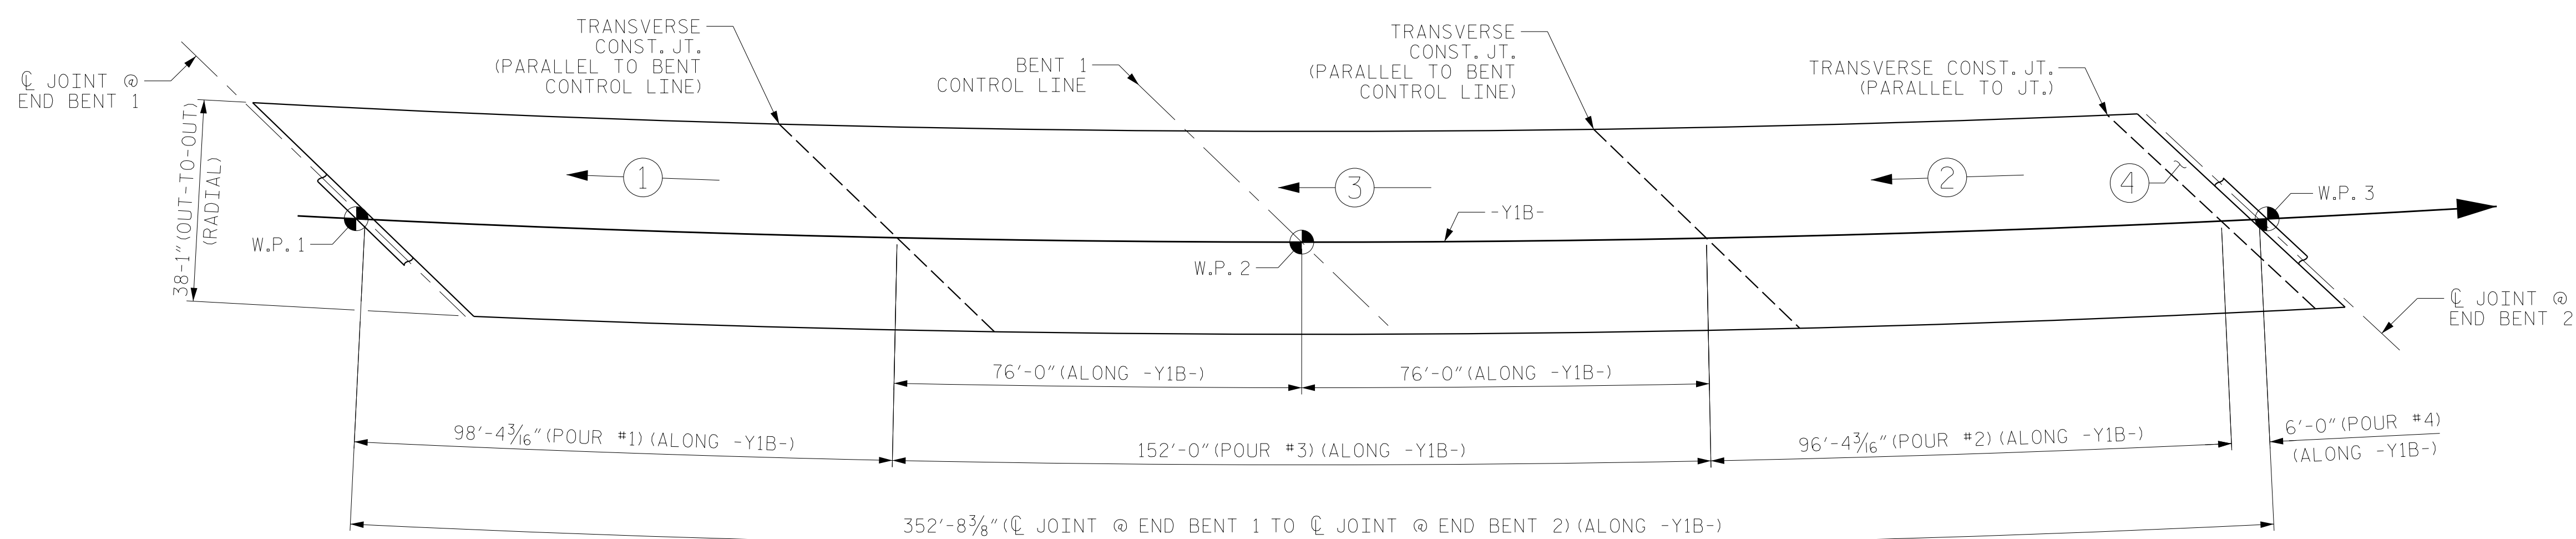 TRANSVERSE
CONST. JT.
(PARALLEL TO BENT
CONTROL LINE)
TRANSVERSE
CONST. JT.
(PARALLEL TO BENT
CONTROL LINE)
BENT 1
CONTROL LINE
TRANSVERSE CONST. JT.
(PARALLEL TO JT.)
℄ JOINT @
END BENT 1
38'-1" (OUT-TO-OUT)
(RADIAL)
1
3
2
4
W.P. 1
-Y1B-
W.P. 3
W.P. 2
℄ JOINT @
END BENT 2
76'-0" (ALONG -Y1B-)
76'-0" (ALONG -Y1B-)
98'-4 3/16" (POUR #1) (ALONG -Y1B-)
152'-0" (POUR #3) (ALONG -Y1B-)
96'-4 3/16" (POUR #2) (ALONG -Y1B-)
6'-0" (POUR #4)
(ALONG -Y1B-)
352'-8 3/8" (℄ JOINT @ END BENT 1 TO ℄ JOINT @ END BENT 2) (ALONG -Y1B-)